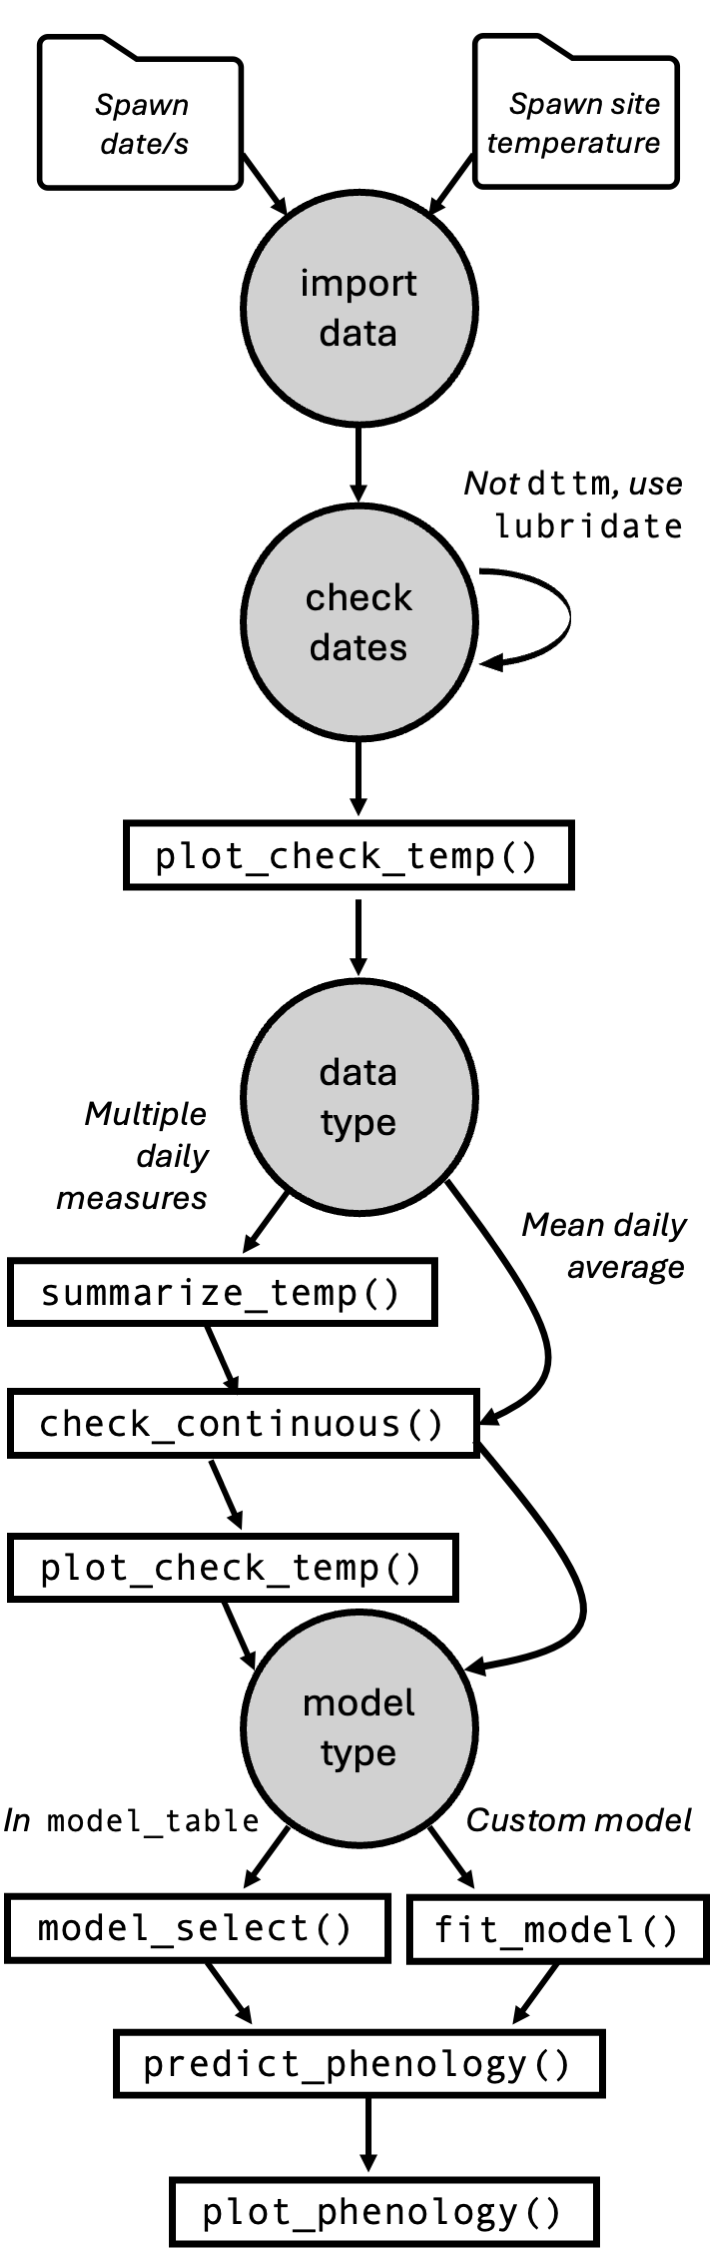 Spawn
date/s
Spawn site
temperature
import
data
Not dttm, use
lubridate
check
dates
plot_check_temp()
data
type
Multiple
daily
measures
Mean daily
average
summarize_temp()
check_continuous()
plot_check_temp()
model
type
In model_table
Custom model
model_select()
fit_model()
predict_phenology()
plot_phenology()